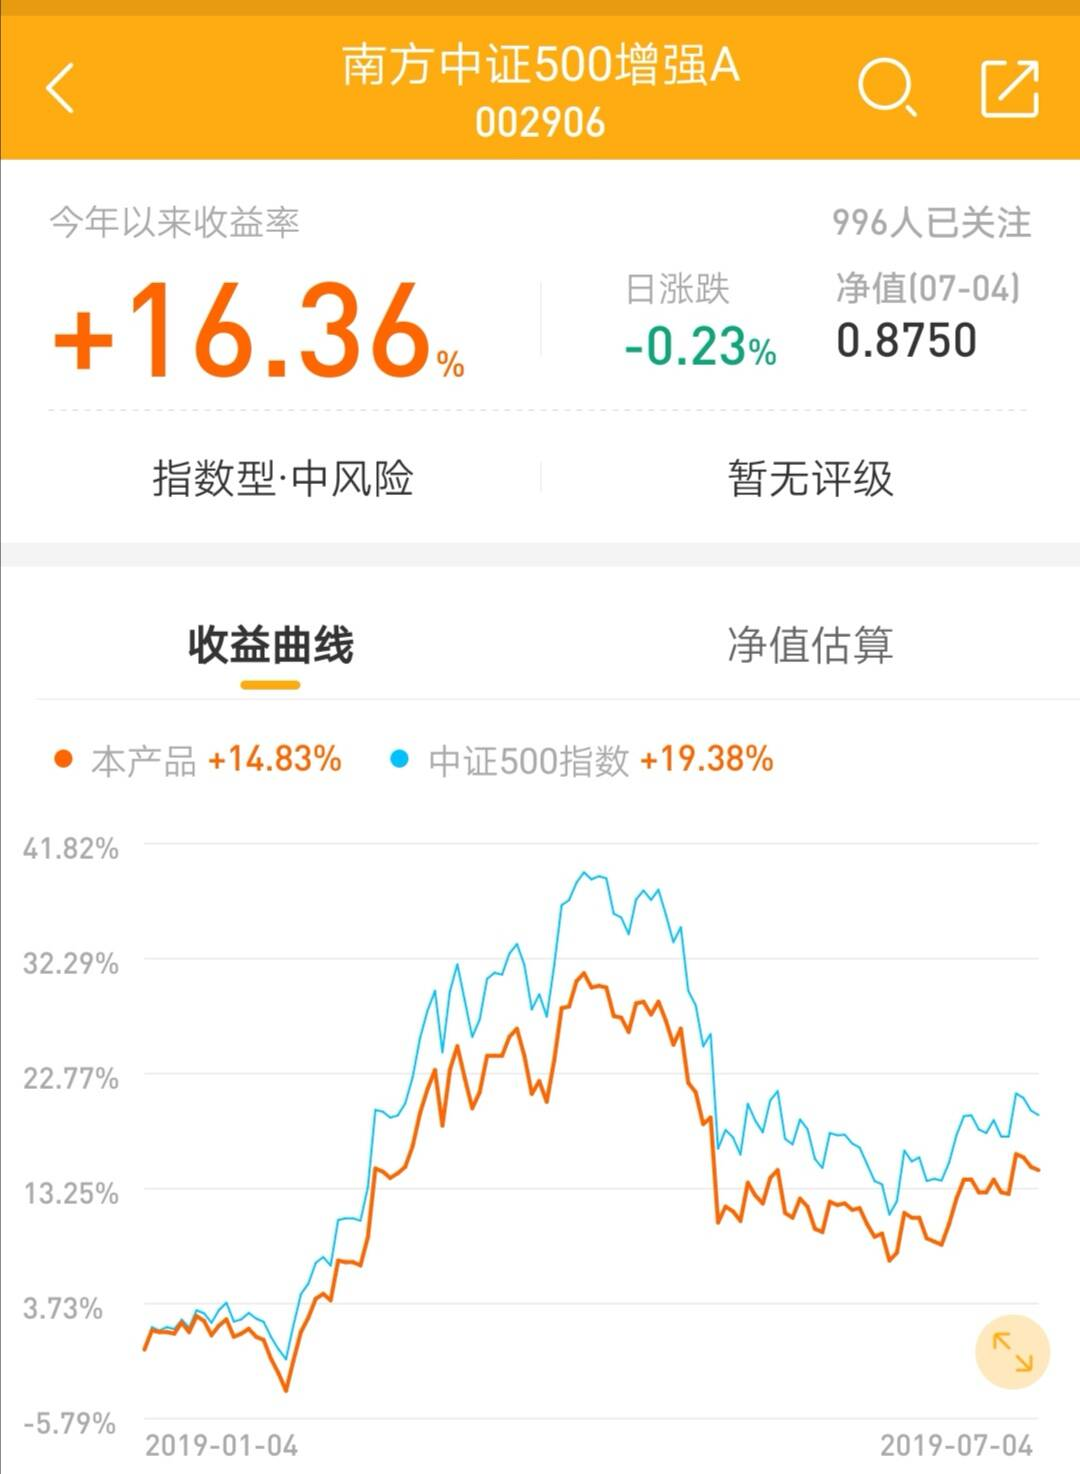 南方中证500增强A
002906
今年以来收益率
996人已关注
+16.36%
日涨跌
-0.23%
净值(07-04)
0.8750
指数型·中风险
暂无评级
收益曲线
净值估算
本产品 +14.83%
中证500指数 +19.38%
41.82%
32.29%
22.77%
13.25%
3.73%
-5.79%
2019-01-04
2019-07-04